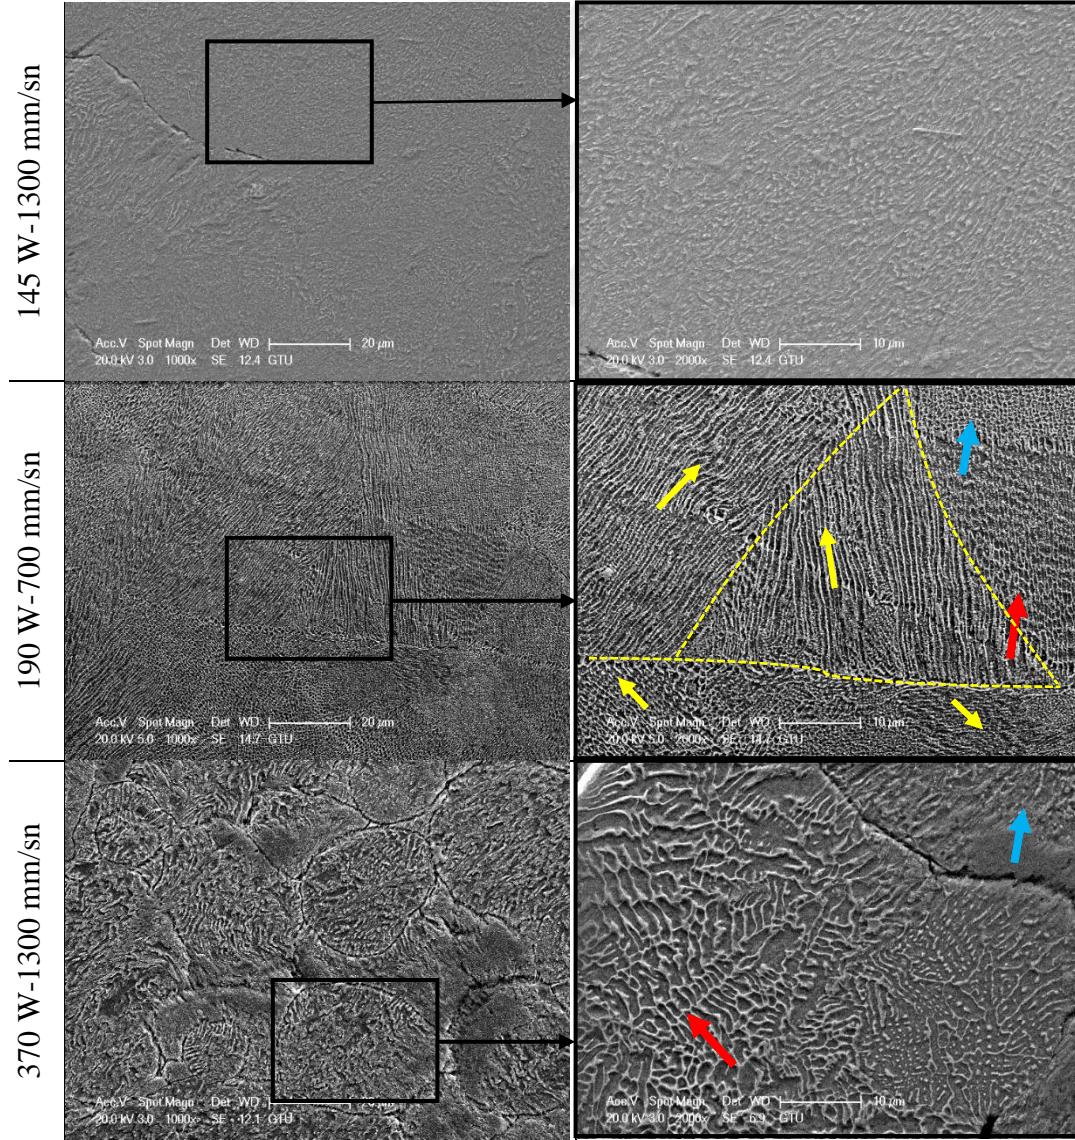 145 W-1300 mm/sn
Acc.V Spot Magn Det WD 20 µm
20.0 kV 3.0 1000x SE 12.4 GTU
Acc.V Spot Magn Det WD 10 µm
20.0 kV 3.0 2000x SE 12.4 GTU
190 W-700 mm/sn
Acc.V Spot Magn Det WD 20 µm
20.0 kV 5.0 1000x SE 14.7 GTU
Acc.V Spot Magn Det WD 10 µm
20.0 kV 5.0 2000x SE 14.7 GTU
370 W-1300 mm/sn
Acc.V Spot Magn Det WD µm
20.0 kV 3.0 1000x SE 12.1 GTU
Acc.V Spot Magn Det WD 10 µm
20.0 kV 3.0 2000x SE 6.9 GTU